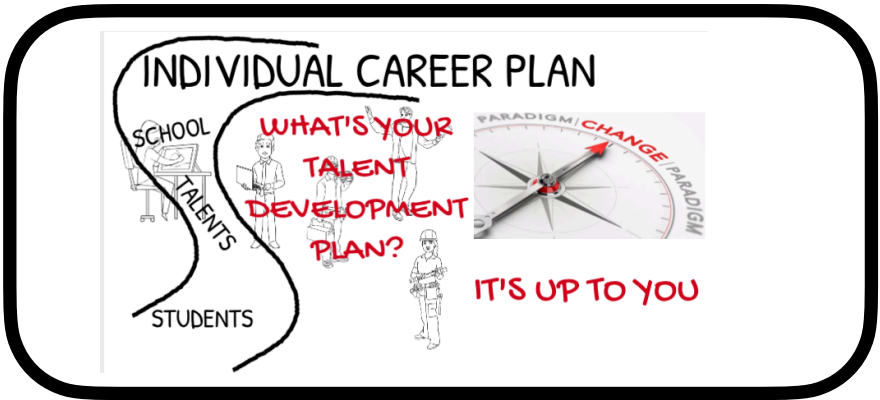 INDIVIDUAL CAREER PLAN
SCHOOL
TALENTS
STUDENTS
WHAT'S YOUR
TALENT
DEVELOPMENT
PLAN?
PARADIGM | CHANGE | PARADIGM
IT'S UP TO YOU